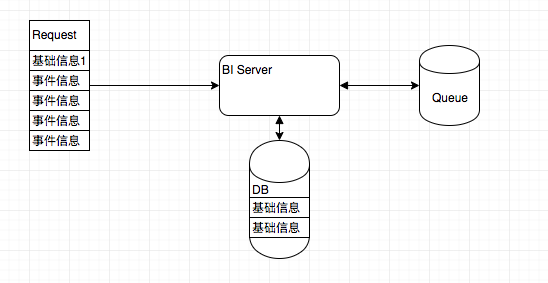 Request
基础信息1
事件信息
事件信息
事件信息
事件信息
BI Server
Queue
DB
基础信息
基础信息